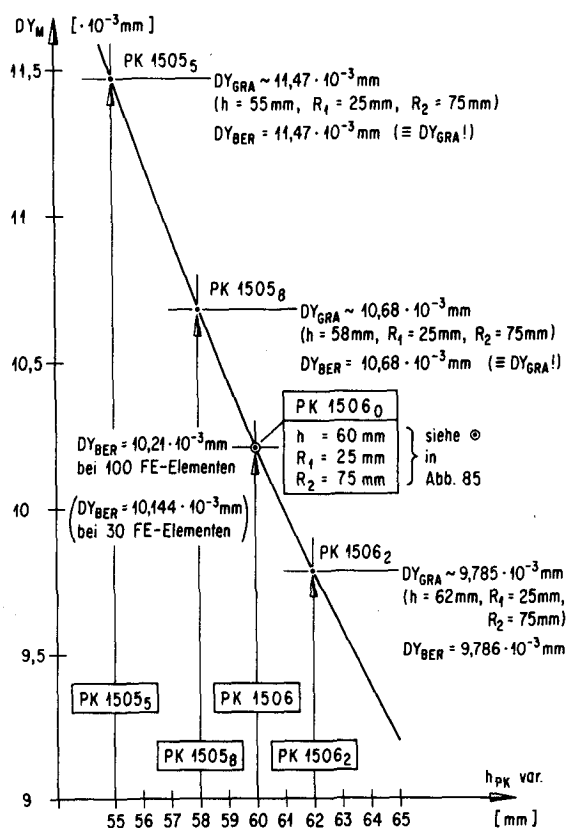 DY_M [·10⁻³mm]
11,5
PK 1505₅
DY_GRA ~ 11,47·10⁻³mm
(h = 55mm, R₁ = 25mm, R₂ = 75mm)
DY_BER = 11,47·10⁻³mm (≡ DY_GRA!)
11
PK 1505₈
DY_GRA ~ 10,68·10⁻³mm
(h = 58mm, R₁ = 25mm, R₂ = 75mm)
DY_BER = 10,68·10⁻³mm (≡ DY_GRA!)
10,5
PK 1506₀
h = 60 mm
R₁ = 25 mm
R₂ = 75 mm
siehe ⊙
in
Abb. 85
DY_BER = 10,21·10⁻³mm
bei 100 FE-Elementen
(DY_BER = 10,144·10⁻³mm
bei 30 FE-Elementen)
10
PK 1506₂
DY_GRA ~ 9,785·10⁻³mm
(h = 62mm, R₁ = 25mm,
R₂ = 75mm)
DY_BER = 9,786·10⁻³mm
9,5
PK 1505₅
PK 1506
PK 1505₈
PK 1506₂
h_PK var.
9
55 56 57 58 59 60 61 62 63 64 65
[mm]